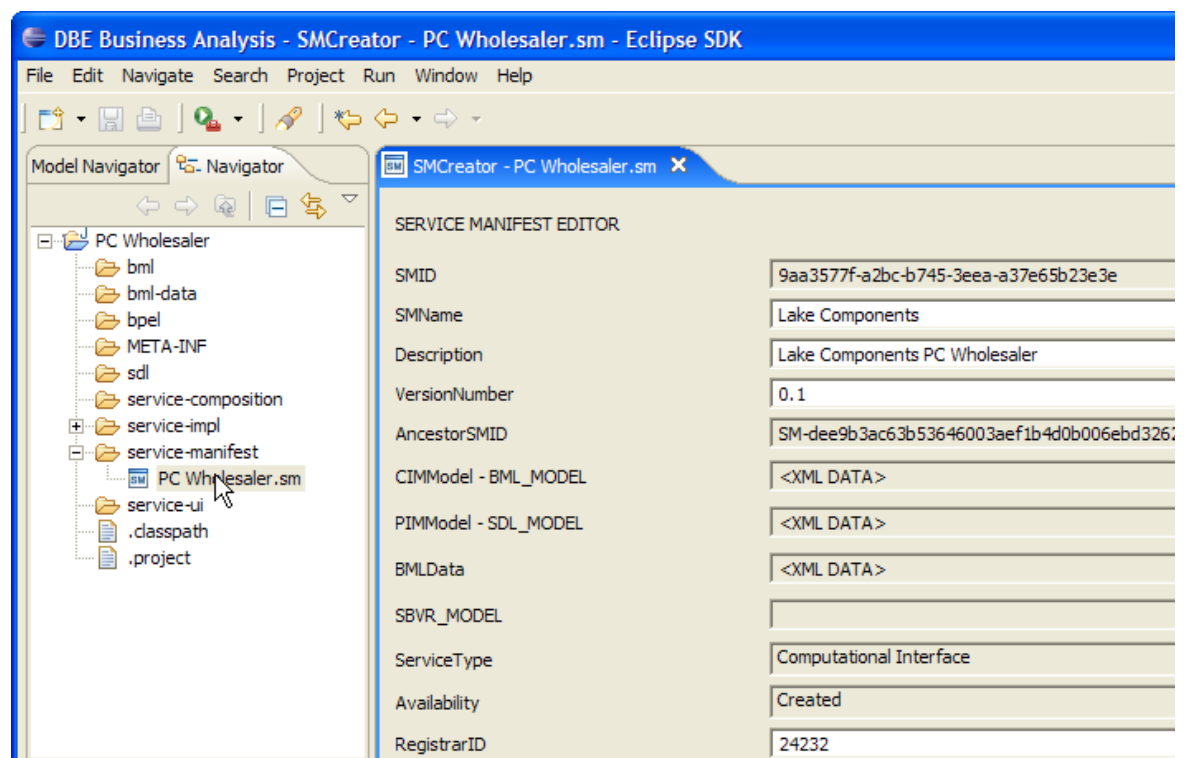 DBE Business Analysis - SMCreator - PC Wholesaler.sm - Eclipse SDK
File Edit Navigate Search Project Run Window Help
Model Navigator Navigator
SM SMCreator - PC Wholesaler.sm
PC Wholesaler
bml
bml-data
bpel
META-INF
sdl
service-composition
service-impl
service-manifest
SM PC Wholesaler.sm
service-ui
.classpath
.project
SERVICE MANIFEST EDITOR
SMID 9aa3577f-a2bc-b745-3eea-a37e65b23e3e
SMName Lake Components
Description Lake Components PC Wholesaler
VersionNumber 0.1
AncestorSMID SM-dee9b3ac63b53646003aef1b4d0b006ebd3262
CIMModel - BML_MODEL <XML DATA>
PIMModel - SDL_MODEL <XML DATA>
BMLData <XML DATA>
SBVR_MODEL
ServiceType Computational Interface
Availability Created
RegistrarID 24232